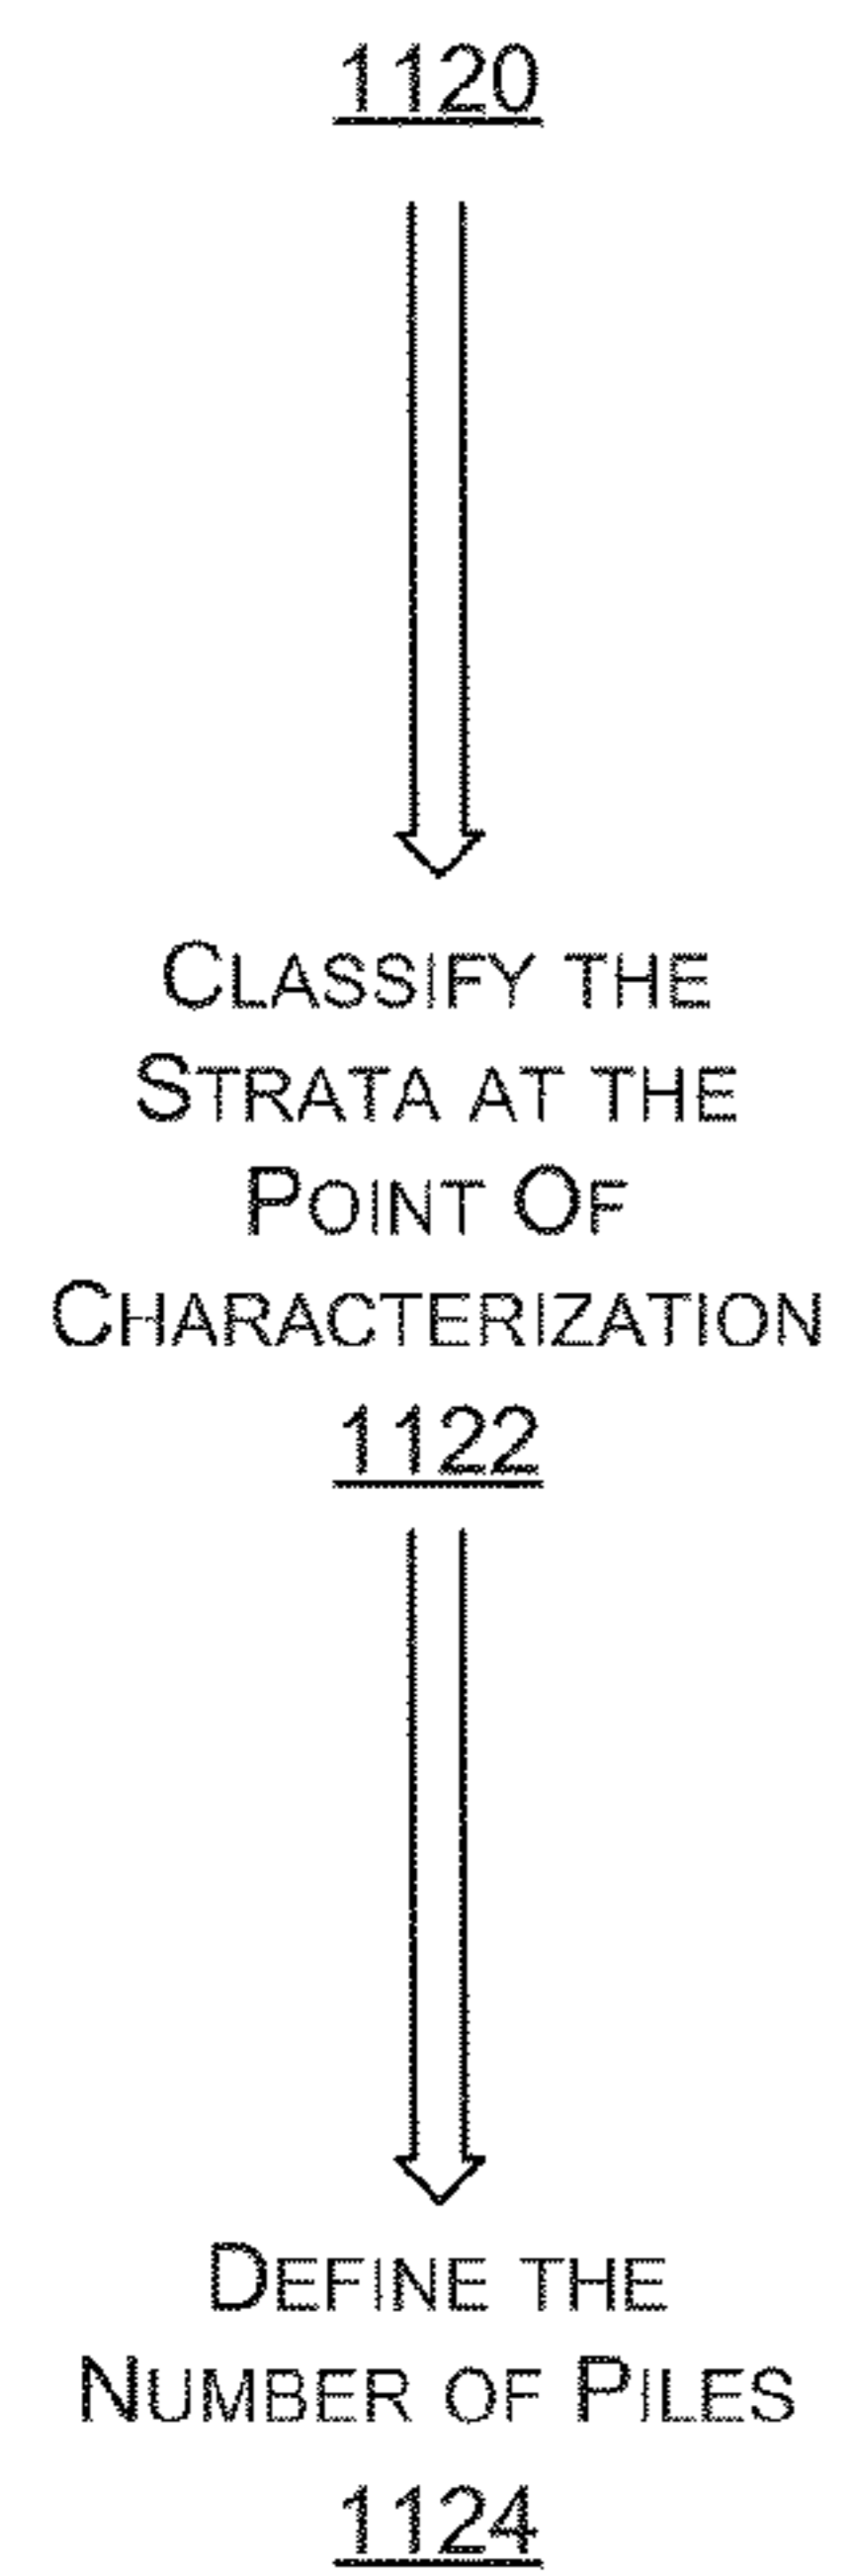 1120
CLASSIFY THE
STRATA AT THE
POINT OF
CHARACTERIZATION
1122
DEFINE THE
NUMBER OF PILES
1124